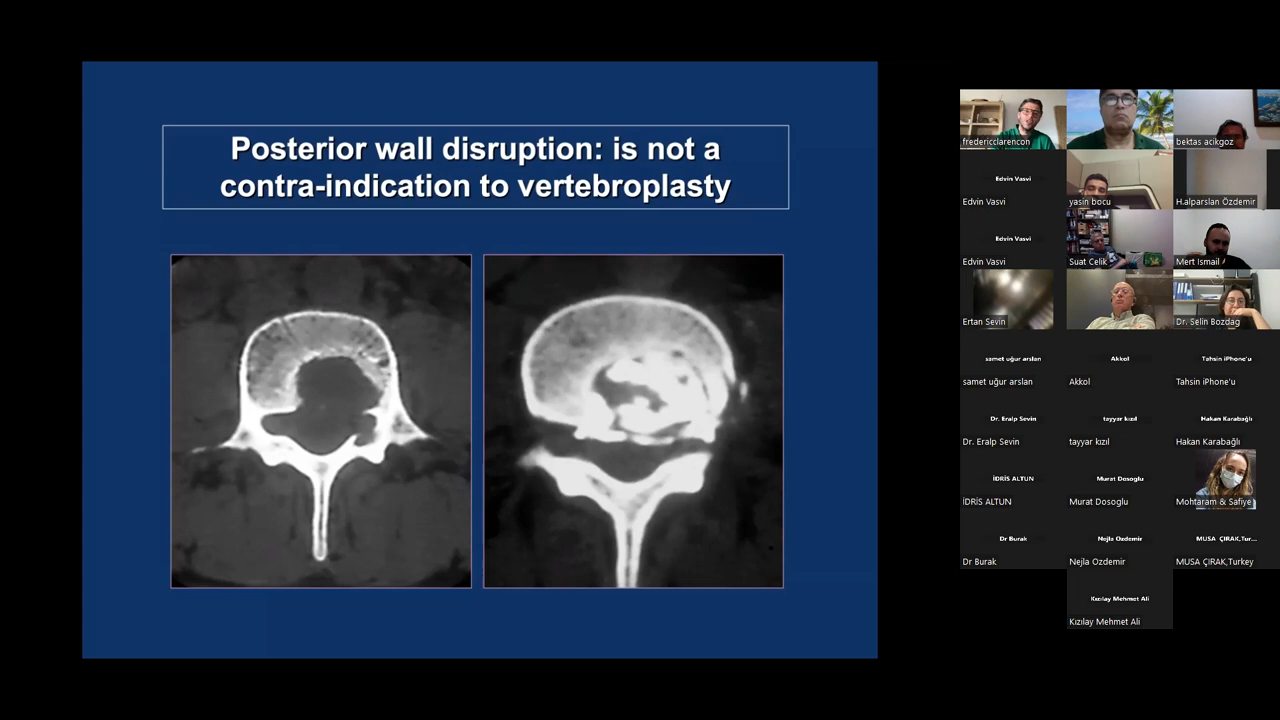 Posterior wall disruption: is not a
contra-indication to vertebroplasty
fredericclarencon
bektas acikgoz
Edvin Vasvi
Edvin Vasvi
yasin bocu
H.alparslan Özdemir
Edvin Vasvi
Edvin Vasvi
Suat Celik
Mert Ismail
Ertan Sevin
Dr. Selin Bozdag
samet uğur arslan
Akkol
Tahsin iPhone'u
samet uğur arslan
Akkol
Tahsin iPhone'u
Dr. Eralp Sevin
tayyar kızıl
Hakan Karabağlı
Dr. Eralp Sevin
tayyar kızıl
Hakan Karabağlı
İDRİS ALTUN
Murat Dosoglu
İDRİS ALTUN
Murat Dosoglu
Mohtaram & Safiye
Dr Burak
Nejla Ozdemir
MUSA ÇIRAK,Tur...
Dr Burak
Nejla Ozdemir
MUSA ÇIRAK,Turkey
Kızılay Mehmet Ali
Kızılay Mehmet Ali